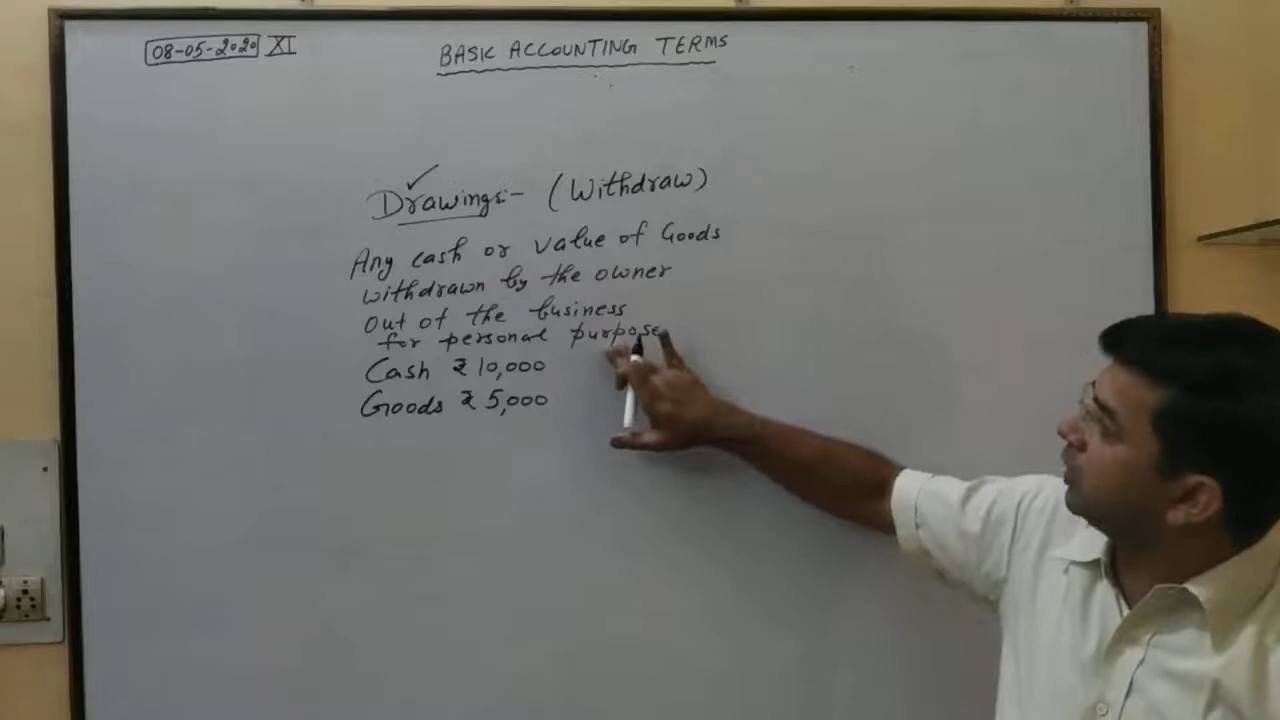 08-05-2020 XI
BASIC ACCOUNTING TERMS
Drawings:- (Withdraw)
Any cash or value of Goods
withdrawn by the owner
out of the business
for personal purpose
Cash ₹ 10,000
Goods ₹ 5,000